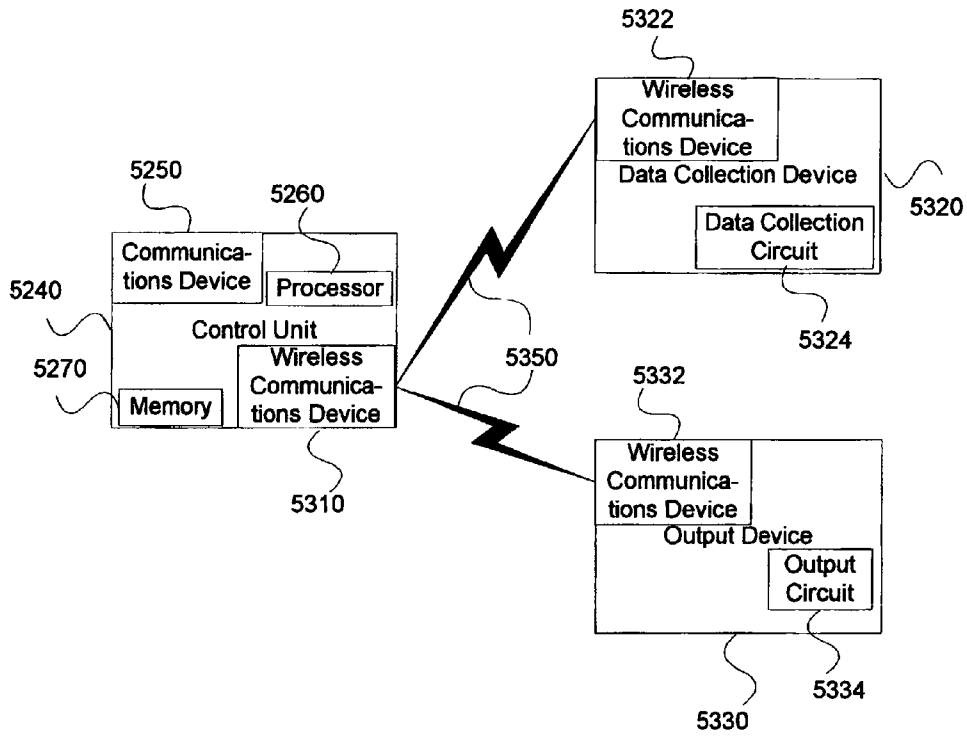 5322
Wireless
Communica-
tions Device
Data Collection Device
5320
Data Collection
Circuit
5324
5250
5260
Communica-
tions Device
Processor
5240
Control Unit
5270
Wireless
Communica-
tions Device
Memory
5310
5350
5332
Wireless
Communica-
tions Device
Output Device
Output
Circuit
5334
5330